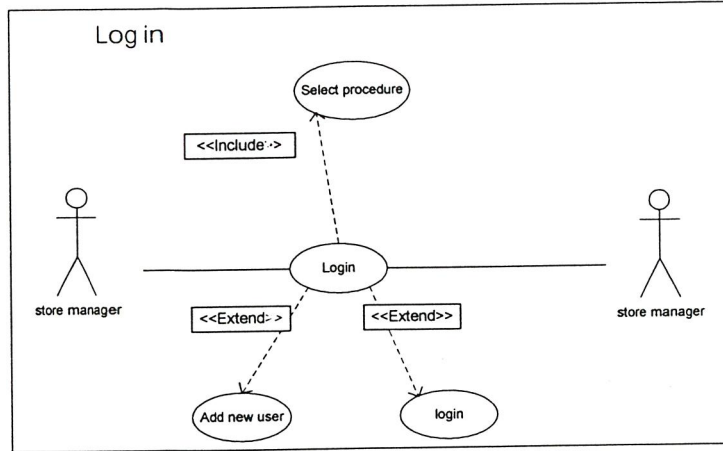 Log in
Select procedure
<<Include>>
Login
store manager
store manager
<<Extend>>
<<Extend>>
Add new user
login